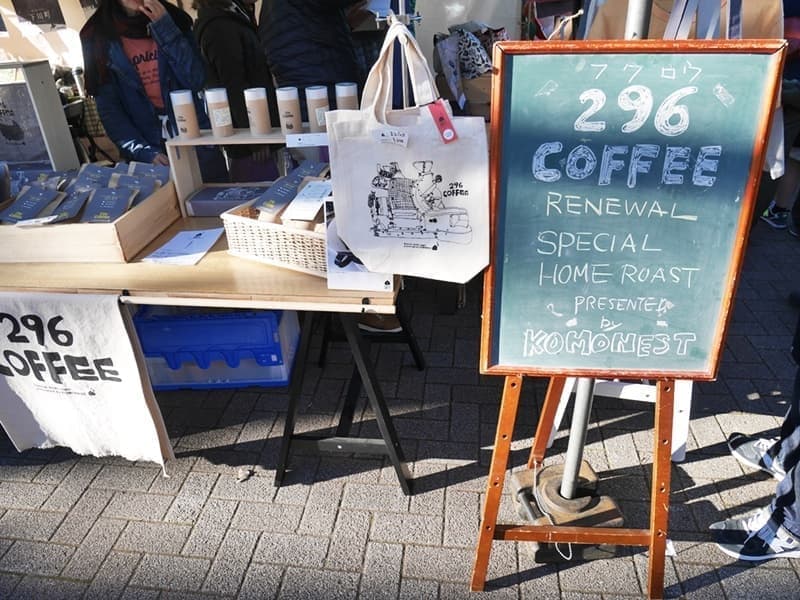 フクロウ
296
COFFEE
RENEWAL
SPECIAL
HOME ROAST
PRESENTED
by
KOMONEST
296
COFFEE
296
COFFEE